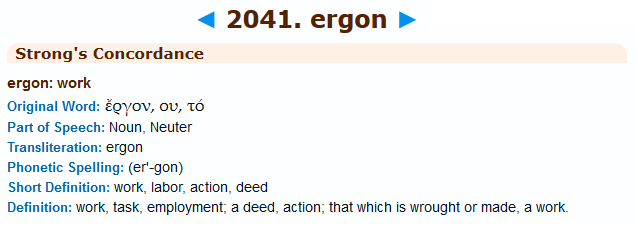 ◄ 2041. ergon ►
Strong's Concordance
ergon: work
Original Word: ἔργον, ου, τό
Part of Speech: Noun, Neuter
Transliteration: ergon
Phonetic Spelling: (er'-gon)
Short Definition: work, labor, action, deed
Definition: work, task, employment; a deed, action; that which is wrought or made, a work.